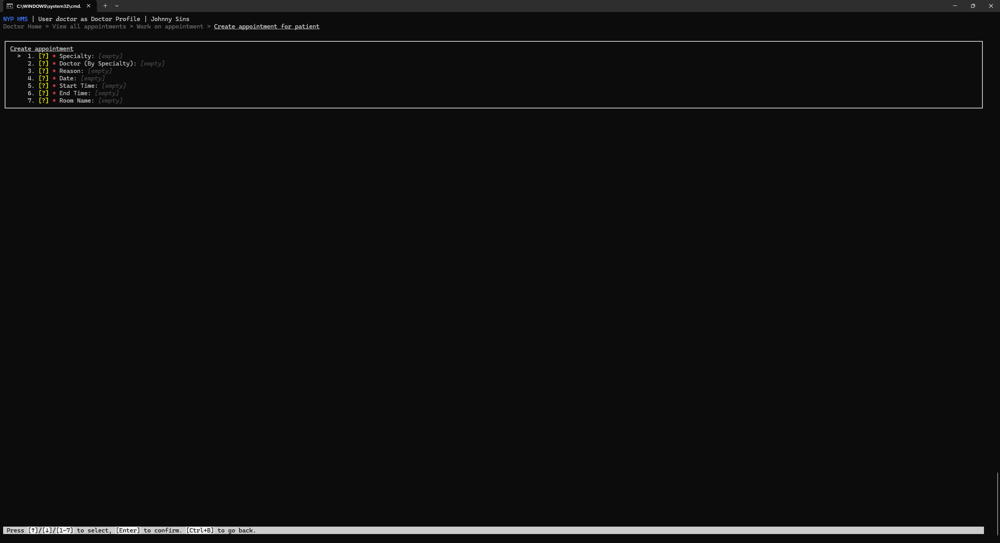 C:\WINDOWS\system32\cmd.
NYP HMS | User doctor as Doctor Profile | Johnny Sins
Doctor Home > View all appointments > Work on appointment > Create appointment for patient
Create appointment
> 1. [?] * Specialty: [empty]
2. [?] * Doctor (By Specialty): [empty]
3. [?] * Reason: [empty]
4. [?] * Date: [empty]
5. [?] * Start Time: [empty]
6. [?] * End Time: [empty]
7. [?] * Room Name: [empty]
Press [↑]/[↓]/[1-7] to select, [Enter] to confirm. [Ctrl+B] to go back.